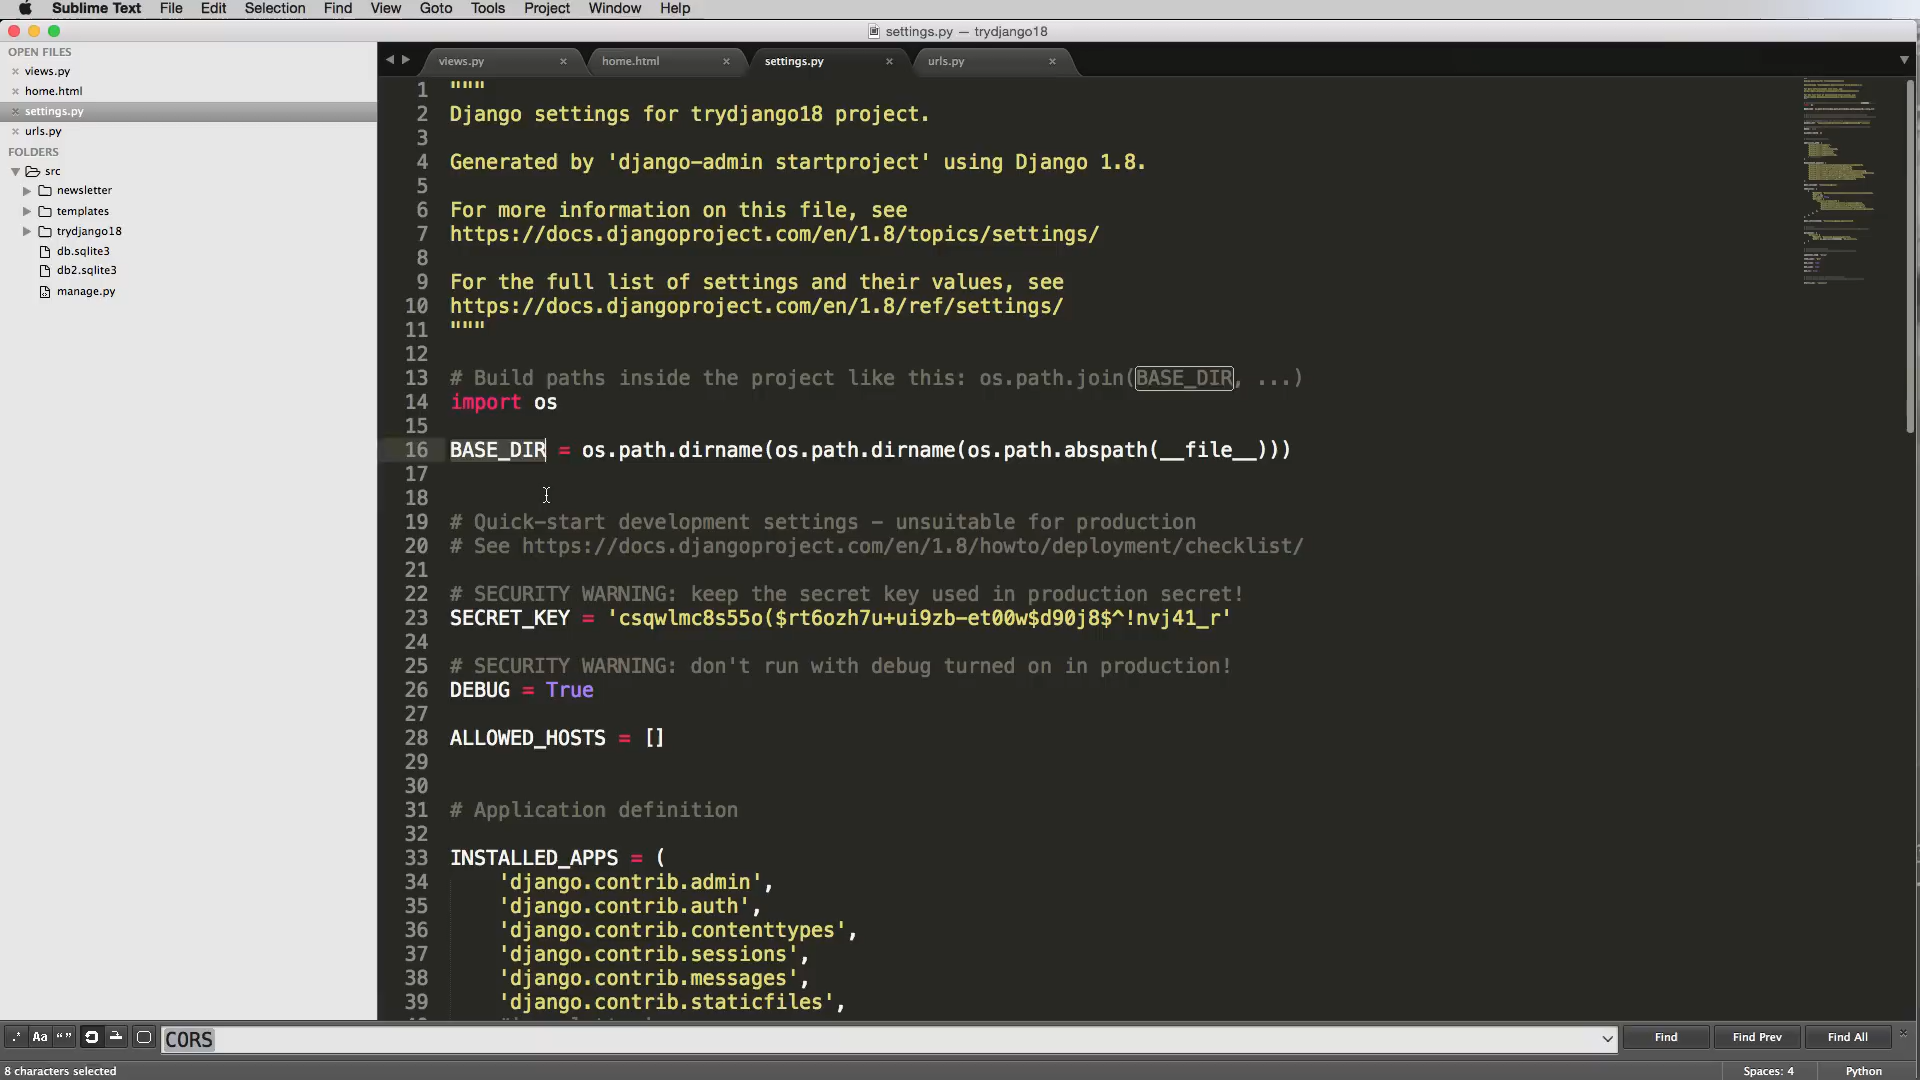 Sublime Text File Edit Selection Find View Goto Tools Project Window Help
settings.py — trydjango18
OPEN FILES
views.py
home.html
settings.py
urls.py
FOLDERS
src
newsletter
templates
trydjango18
db.sqlite3
db2.sqlite3
manage.py
views.py home.html settings.py urls.py
1 """
2 Django settings for trydjango18 project.
3
4 Generated by 'django-admin startproject' using Django 1.8.
5
6 For more information on this file, see
7 https://docs.djangoproject.com/en/1.8/topics/settings/
8
9 For the full list of settings and their values, see
10 https://docs.djangoproject.com/en/1.8/ref/settings/
11 """
12
13 # Build paths inside the project like this: os.path.join(BASE_DIR, ...)
14 import os
15
16 BASE_DIR = os.path.dirname(os.path.dirname(os.path.abspath(__file__)))
17
18
19 # Quick-start development settings - unsuitable for production
20 # See https://docs.djangoproject.com/en/1.8/howto/deployment/checklist/
21
22 # SECURITY WARNING: keep the secret key used in production secret!
23 SECRET_KEY = 'csqwlmc8s55o($rt6ozh7u+ui9zb-et00w$d90j8$^!nvj41_r'
24
25 # SECURITY WARNING: don't run with debug turned on in production!
26 DEBUG = True
27
28 ALLOWED_HOSTS = []
29
30
31 # Application definition
32
33 INSTALLED_APPS = (
34 'django.contrib.admin',
35 'django.contrib.auth',
36 'django.contrib.contenttypes',
37 'django.contrib.sessions',
38 'django.contrib.messages',
39 'django.contrib.staticfiles',
.* Aa “” CORS Find Find Prev Find All
8 characters selected Spaces: 4 Python